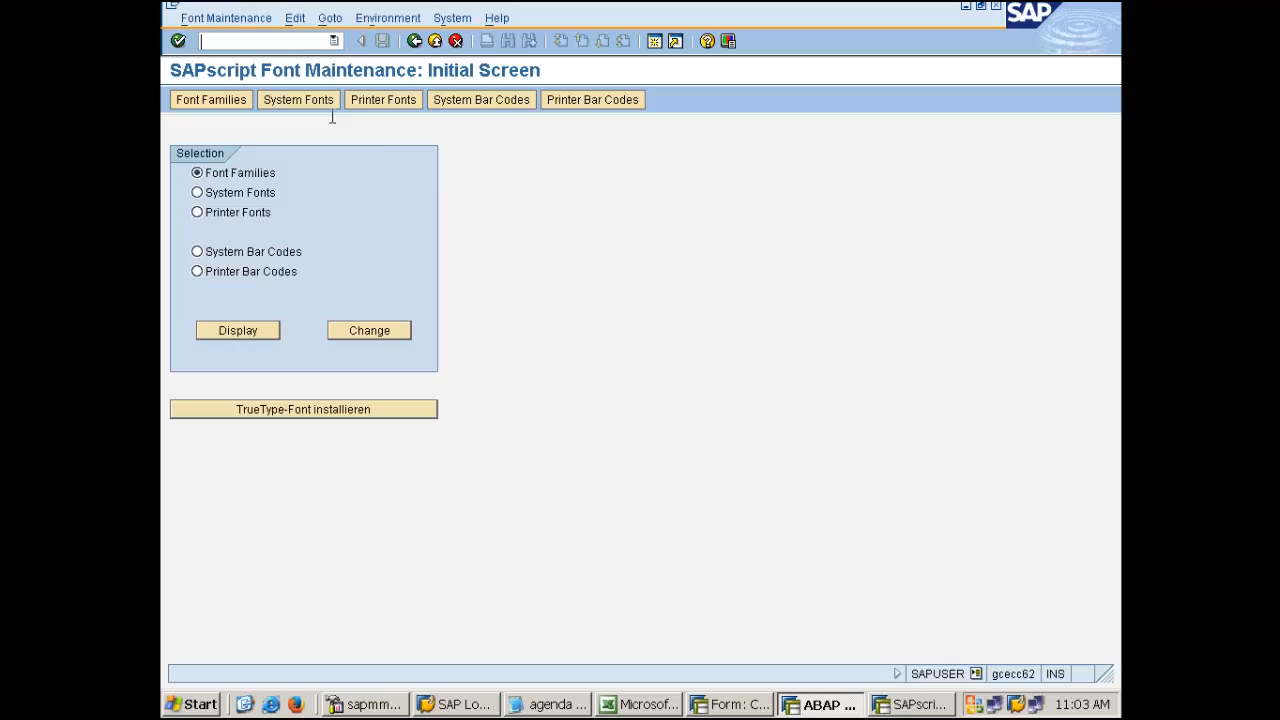 Font Maintenance Edit Goto Environment System Help
SAP
SAPscript Font Maintenance: Initial Screen
Font Families System Fonts Printer Fonts System Bar Codes Printer Bar Codes
Selection
Font Families
System Fonts
Printer Fonts
System Bar Codes
Printer Bar Codes
Display Change
TrueType-Font installieren
SAPUSER gcecc62 INS
Start sapmm... SAP Lo... agenda ... Microsof... Form: C... ABAP ... SAPscri... 11:03 AM